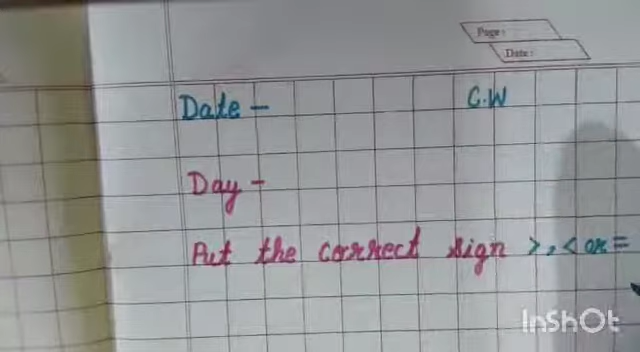 Page:
Date:
Date - C.W
Day -
Put the correct sign >, < or =
InShOt